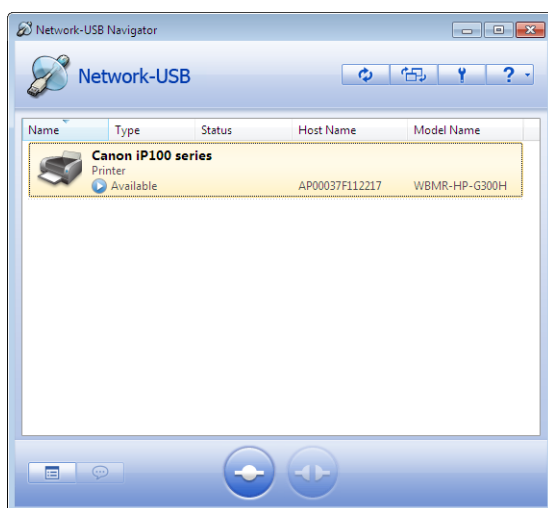 Network-USB Navigator
Network-USB
?
Name Type Status Host Name Model Name
Canon iP100 series
Printer
Available AP00037F112217 WBMR-HP-G300H